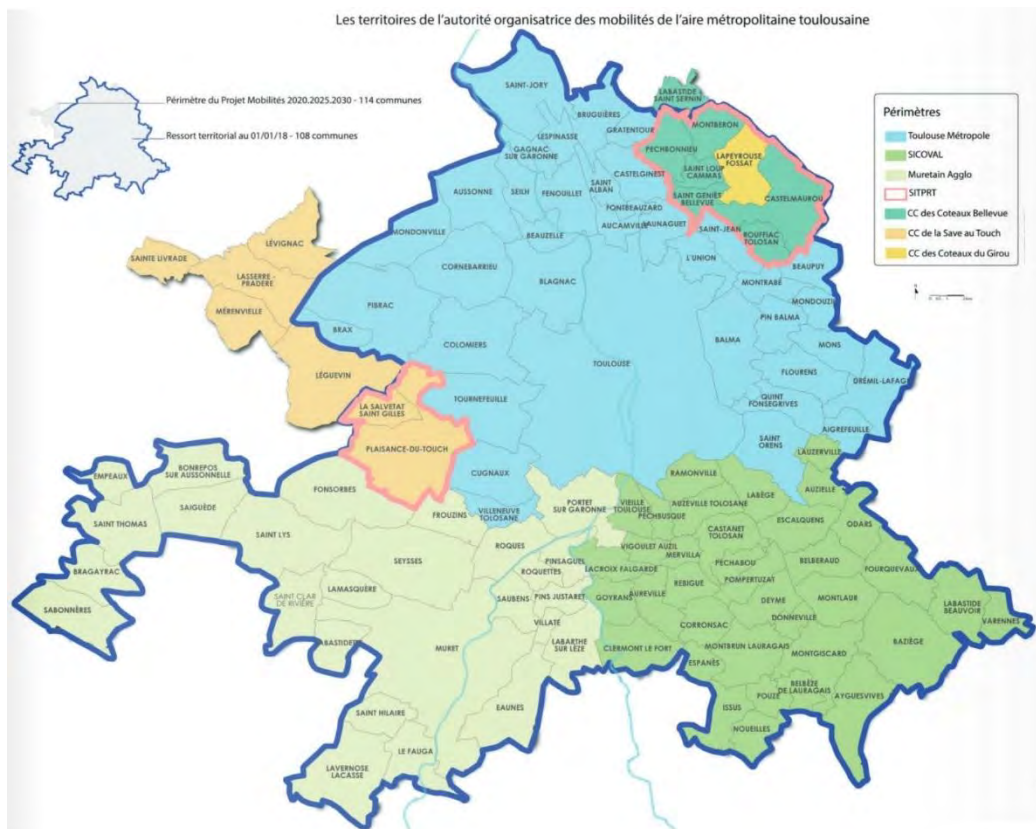 Les territoires de l'autorité organisatrice des mobilités de l'aire métropolitaine toulousaine
Périmètre du Projet Mobilités 2020.2025.2030 - 114 communes
Ressort territorial au 01/01/18 - 108 communes
Périmètres
Toulouse Métropole
SICOVAL
Muretain Agglo
SITPRT
CC des Coteaux Bellevue
CC de la Save au Touch
CC des Coteaux du Girou
SAINT-JORY
LABASTIDE
SAINT SERNIN
BRUGUIÈRES
GRATENTOUR
MONTBERON
LESPINASSE
GAGNAC
SUR GARONNE
PECHBONNIEU
LAPEYROUSE
FOSSAT
SAINT LOUP
CAMMAS
CASTELGINEST
AUSSONNE
SEILH
FENOUILLET
SAINT
ALBAN
SAINT GENIÈS
BELLEVUE
CASTELMAUROU
FONTBEAUZARD
AUCAMVILLE
LAUNAGUET
SAINT-JEAN
ROUFFIAC
TOLOSAN
MONDONVILLE
BEAUZELLE
LÉVIGNAC
SAINTE LIVRADE
LASSERRE -
PRADÈRE
CORNEBARRIEU
L'UNION
BEAUPUY
BLAGNAC
MONTRABÉ
MÉRENVIELLE
PIBRAC
MONDOUZIL
PIN BALMA
BRAX
BALMA
MONS
COLOMIERS
TOULOUSE
FLOURENS
LÉGUEVIN
DRÉMIL-LAFAGE
TOURNEFEUILLE
QUINT
FONSEGRIVES
LA SALVETAT
SAINT GILLES
AIGREFEUILLE
PLAISANCE-DU-TOUCH
SAINT
ORENS
LAUZERVILLE
CUGNAUX
RAMONVILLE
EMPEAUX
BONREPOS
SUR AUSSONNELLE
FONSORBES
AUZIELLE
LABÈGE
SAIGUÈDE
PORTET
SUR GARONNE
VIEILLE
TOULOUSE
AUZEVILLE TOLOSANE
FROUZINS
VILLENEUVE
TOLOSANE
PECHBUSQUE
ESCALQUENS
ODARS
SAINT THOMAS
SAINT LYS
CASTANET
TOLOSAN
ROQUES
VIGOULET AUZIL
MERVILLA
SEYSSES
PINSAGUEL
PECHABOU
BELBERAUD
FOURQUEVAUX
BRAGAYRAC
ROQUETTES
LACROIX FALGARDE
REBIGUE
POMPERTUZAT
LAMASQUÈRE
SAINT CLAR
DE RIVIÈRE
SAUBENS
PINS JUSTARET
GOYRANS
AUREVILLE
DEYME
MONTLAUR
LABASTIDE
BEAUVOIR
SABONNÈRES
DONNEVILLE
VARENNES
VILLATE
CORRONSAC
LABASTIDETTE
MURET
LABARTHE
SUR LÈZE
CLERMONT LE FORT
MONTBRUN LAURAGAIS
MONTGISCARD
BAZIÈGE
ESPANÈS
BELBÈZE
DE LAURAGAIS
POUZE
AYGUESVIVES
EAUNES
ISSUS
SAINT HILAIRE
NOUEILLES
LE FAUGA
LAVERNOSE
LACASSE